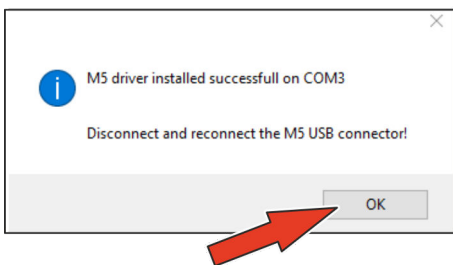 M5 driver installed successfull on COM3
Disconnect and reconnect the M5 USB connector!
OK